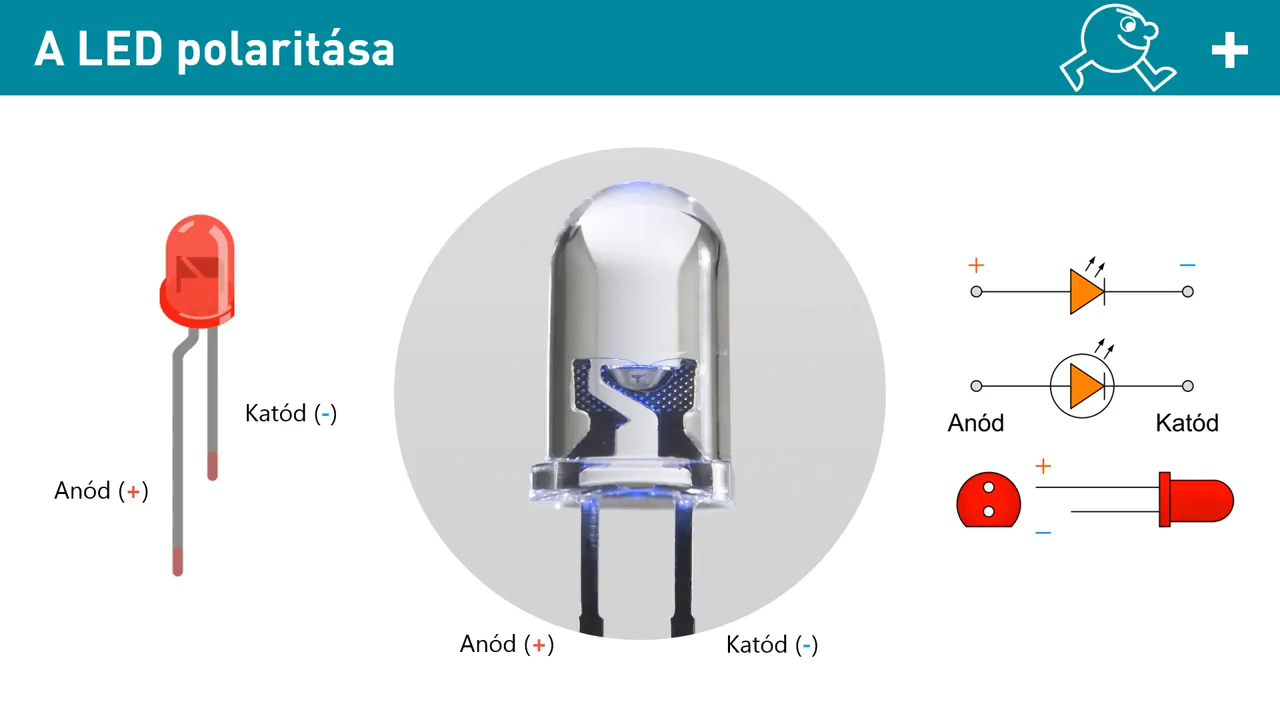 A LED polaritása
+
Katód (-)
Anód (+)
Anód (+)
Katód (-)
+ −
Anód Katód
+
−